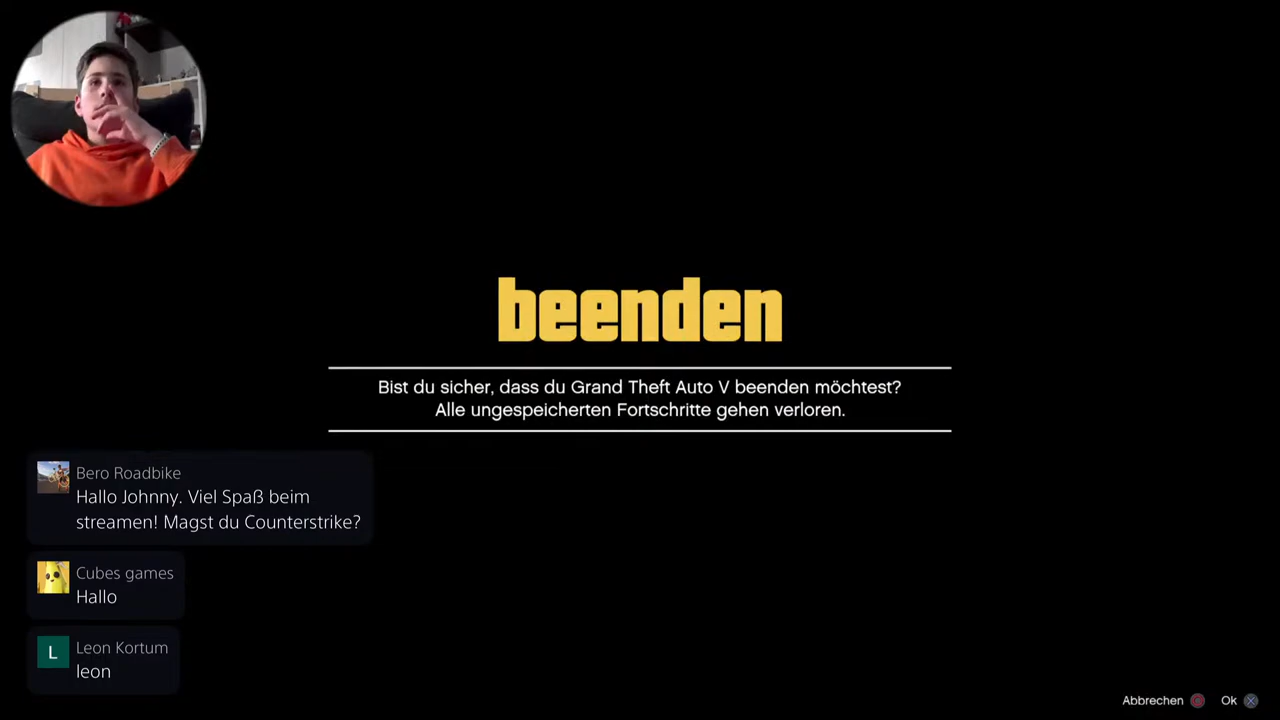 beenden
Bist du sicher, dass du Grand Theft Auto V beenden möchtest?
Alle ungespeicherten Fortschritte gehen verloren.
Bero Roadbike
Hallo Johnny. Viel Spaß beim
streamen! Magst du Counterstrike?
Cubes games
Hallo
L
Leon Kortum
leon
Abbrechen
Ok